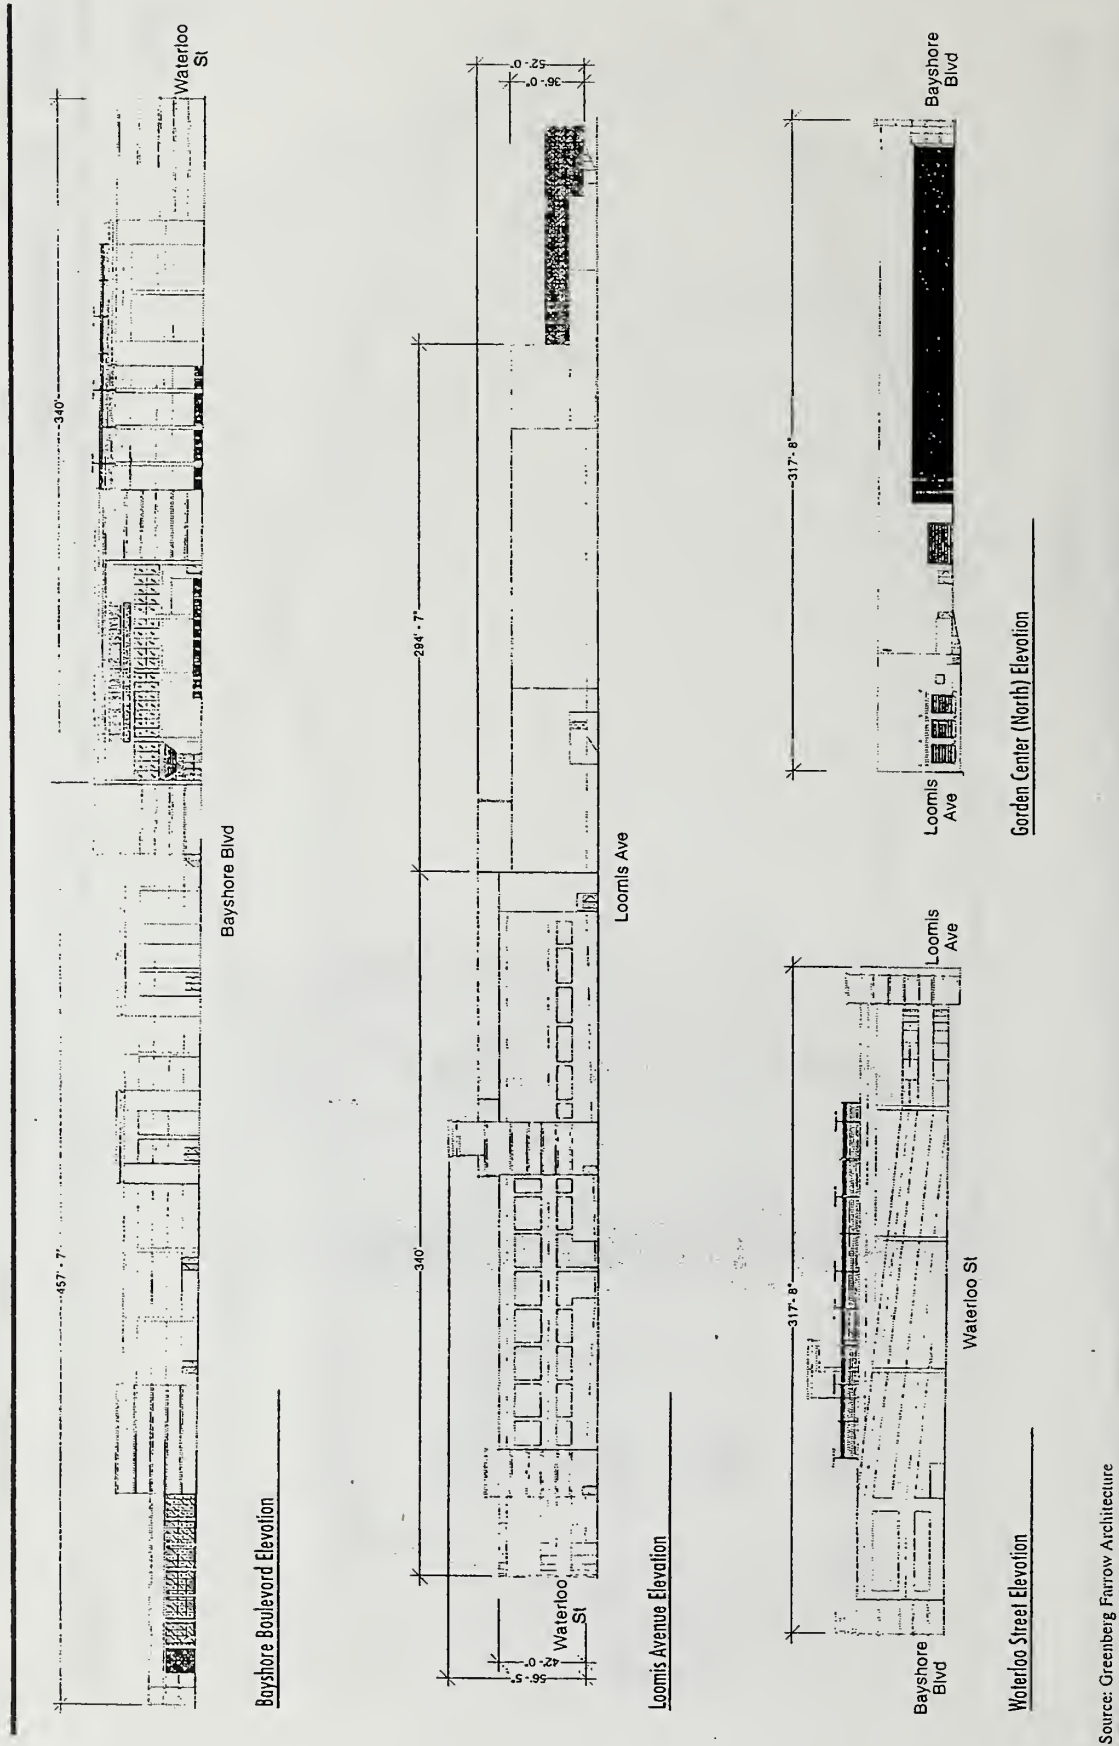 457' - 7"
340'
Waterloo
St
Bayshore Blvd
Bayshore Boulevard Elevation
340'
294' - 7"
52' - 0"
36' - 0"
56' - 5"
42' - 0"
Waterloo
St
Loomis Ave
Loomis Avenue Elevation
317' - 8"
Bayshore
Blvd
Waterloo St
Loomis
Ave
Woterloo Street Elevation
317' - 8"
Loomis
Ave
Bayshore
Blvd
Gorden Center (North) Elevation
Source: Greenberg Farrow Architecture